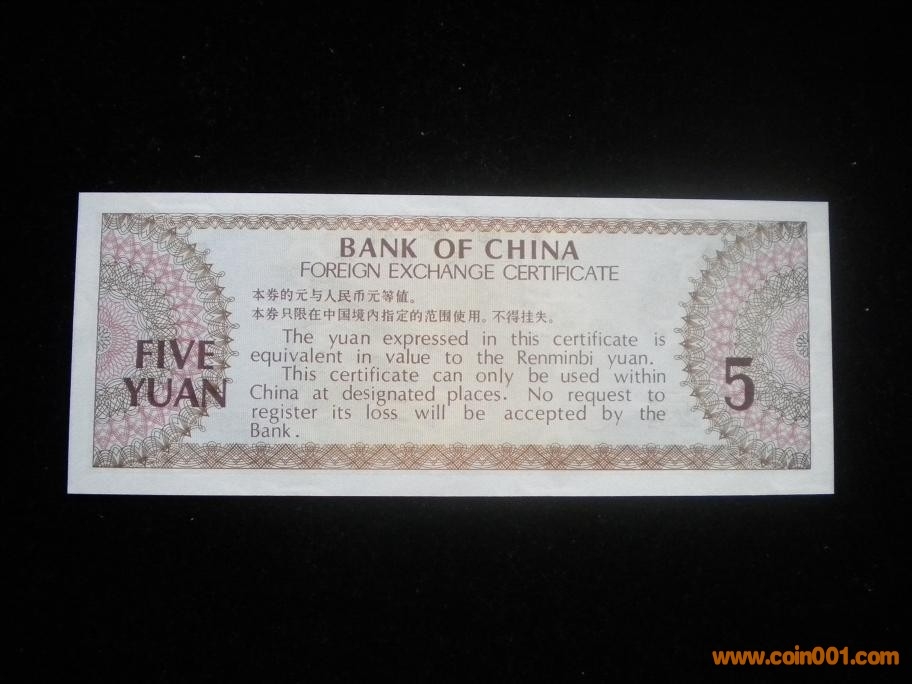 BANK OF CHINA
FOREIGN EXCHANGE CERTIFICATE
本券的元与人民币元等值。
本券只限在中国境内指定的范围使用。不得挂失。
The yuan expressed in this certificate is
equivalent in value to the Renminbi yuan.
This certificate can only be used within
China at designated places. No request to
register its loss will be accepted by the
Bank.
FIVE
YUAN
5
www.coin001.com